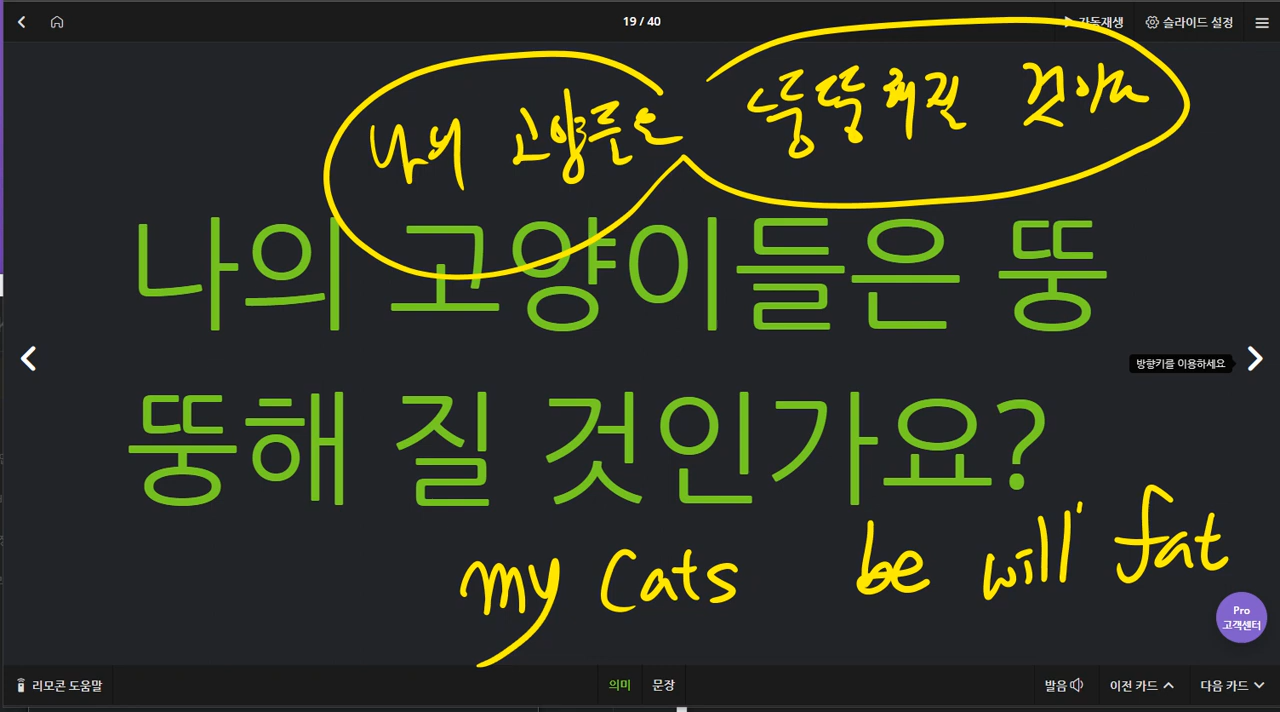 19 / 40
자동재생
슬라이드 설정
나의 고양이들은 뚱뚱해질 것이다
나의 고양이들은 뚱
뚱해 질 것인가요?
방향키를 이용하세요
my Cats be will fat
Pro
고객센터
리모콘 도움말
의미
문장
발음
이전 카드
다음 카드